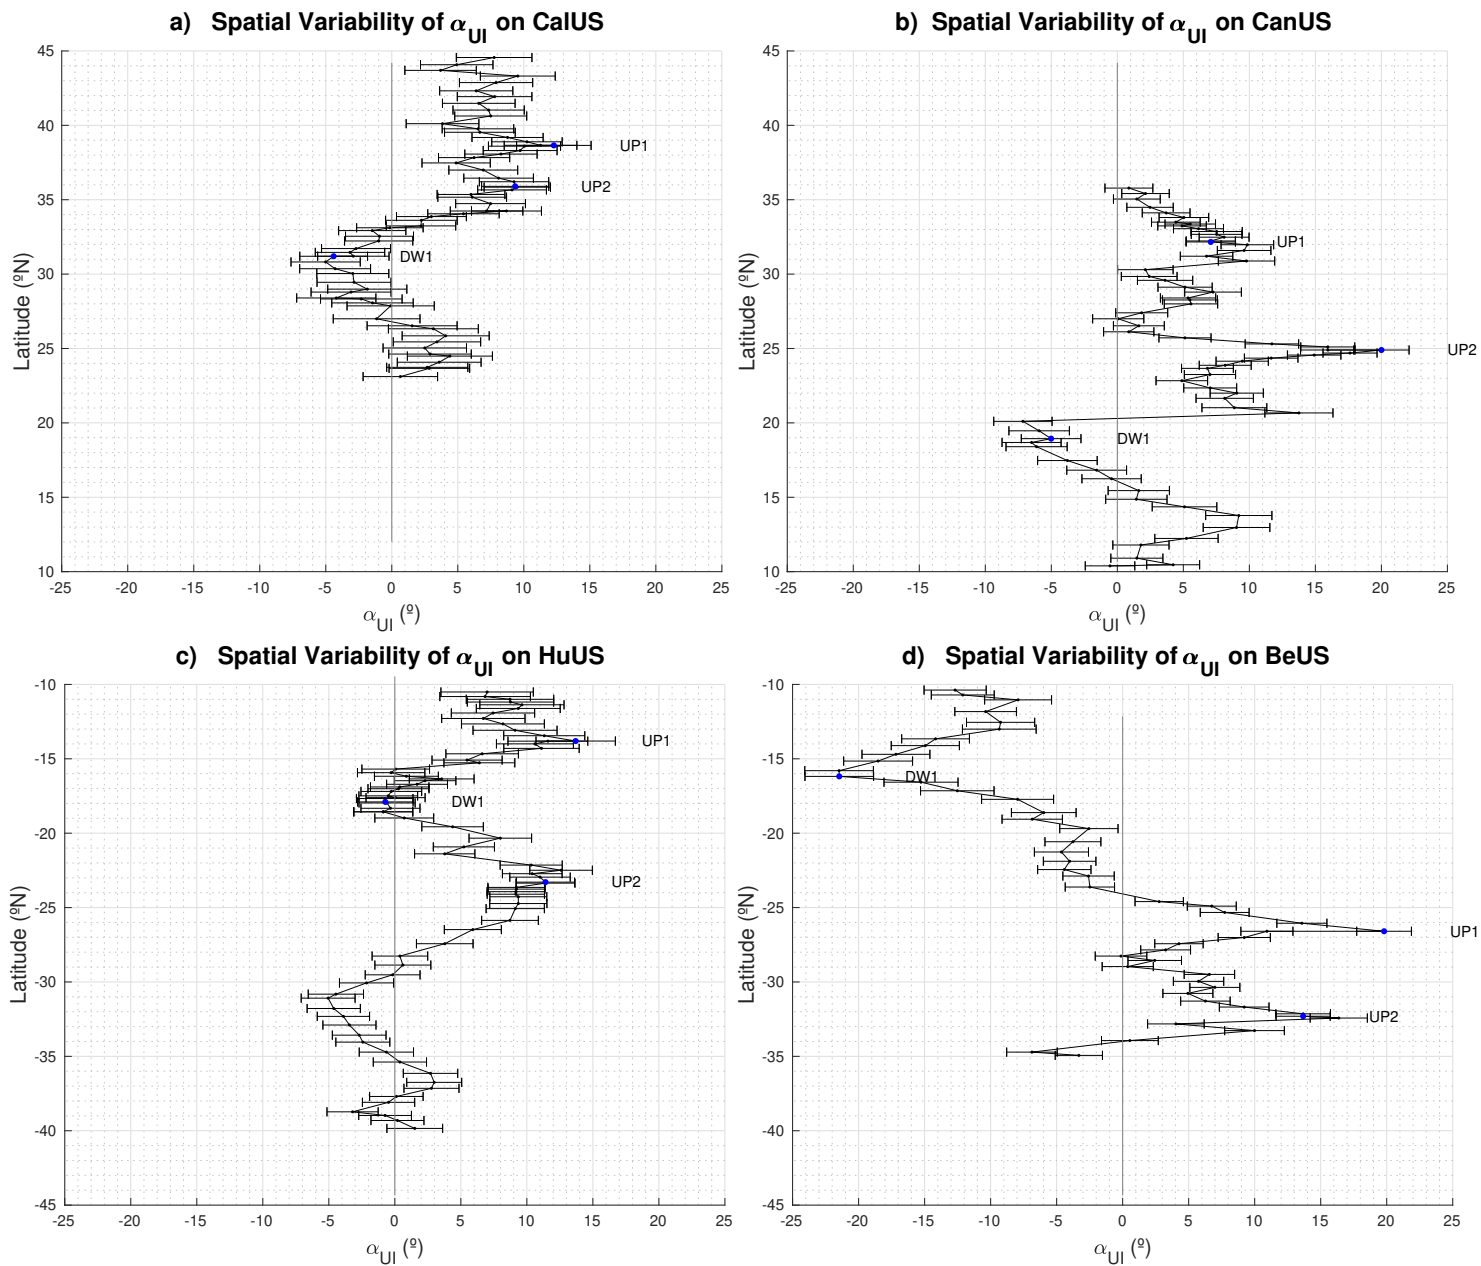 a) Spatial Variability of αUI on CalUS
45
40
35
30
25
20
15
10
Latitude (ºN)
UP1
UP2
DW1
-25 -20 -15 -10 -5 0 5 10 15 20 25
αUI (º)
b) Spatial Variability of αUI on CanUS
45
40
35
30
25
20
15
10
Latitude (ºN)
UP1
UP2
DW1
-25 -20 -15 -10 -5 0 5 10 15 20 25
αUI (º)
c) Spatial Variability of αUI on HuUS
-10
-15
-20
-25
-30
-35
-40
-45
Latitude (ºN)
UP1
DW1
UP2
-25 -20 -15 -10 -5 0 5 10 15 20 25
αUI (º)
d) Spatial Variability of αUI on BeUS
-10
-15
-20
-25
-30
-35
-40
-45
Latitude (ºN)
DW1
UP1
UP2
-25 -20 -15 -10 -5 0 5 10 15 20 25
αUI (º)